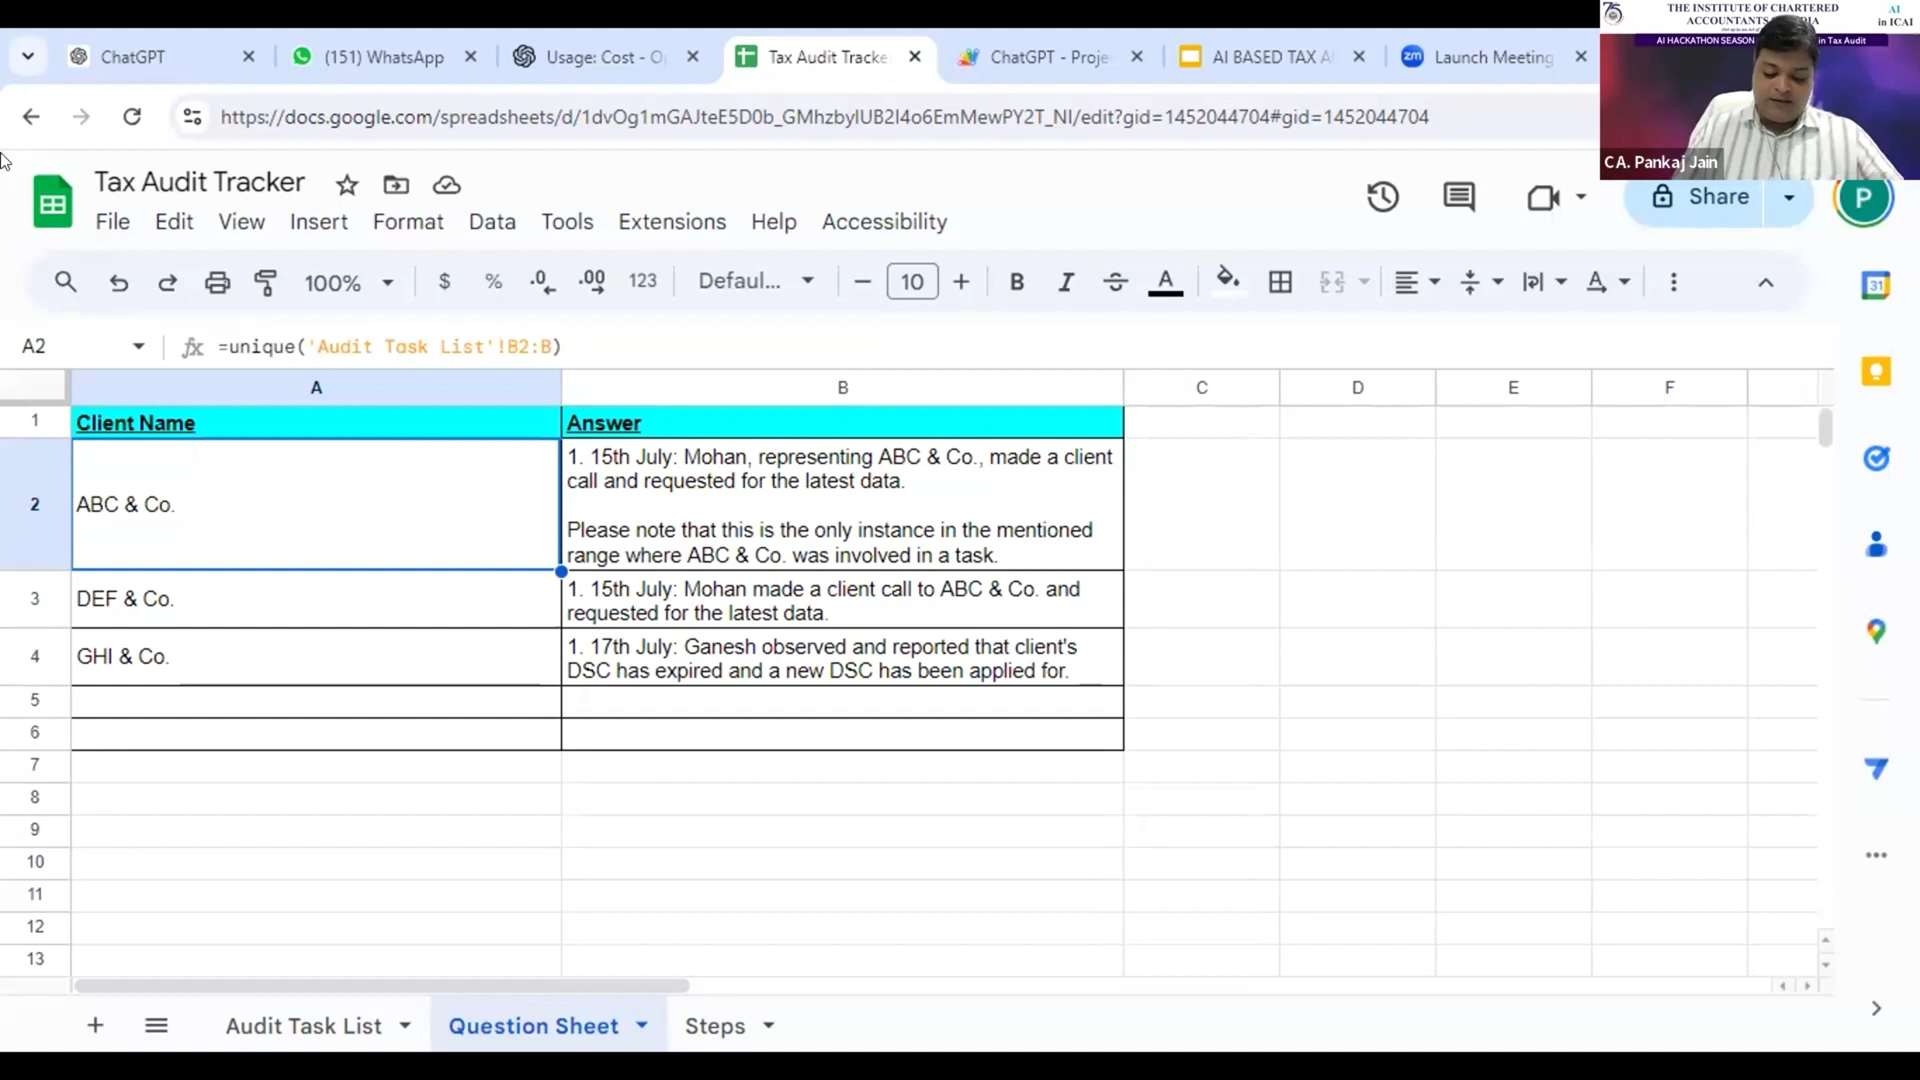 ChatGPT
(151) WhatsApp
Usage: Cost - O
Tax Audit Tracke
ChatGPT - Proje
AI BASED TAX A
Launch Meeting
zm
THE INSTITUTE OF CHARTERED
ACCOUNTANTS
AI
in ICAI
AI HACKATHON SEASON
in Tax Audit
https://docs.google.com/spreadsheets/d/1dvOg1mGAJteE5D0b_GMhzbylUB2I4o6EmMewPY2T_NI/edit?gid=1452044704#gid=1452044704
CA. Pankaj Jain
Tax Audit Tracker
Share
P
File Edit View Insert Format Data Tools Extensions Help Accessibility
100% $ % .0 .00 123 Defaul... 10 B I A A
31
A2 fx =unique('Audit Task List'!B2:B)
A B C D E F
1 Client Name Answer
2 ABC & Co.
1. 15th July: Mohan, representing ABC & Co., made a client
call and requested for the latest data.
Please note that this is the only instance in the mentioned
range where ABC & Co. was involved in a task.
3 DEF & Co.
1. 15th July: Mohan made a client call to ABC & Co. and
requested for the latest data.
4 GHI & Co.
1. 17th July: Ganesh observed and reported that client's
DSC has expired and a new DSC has been applied for.
5
6
7
8
9
10
11
12
13
Audit Task List Question Sheet Steps